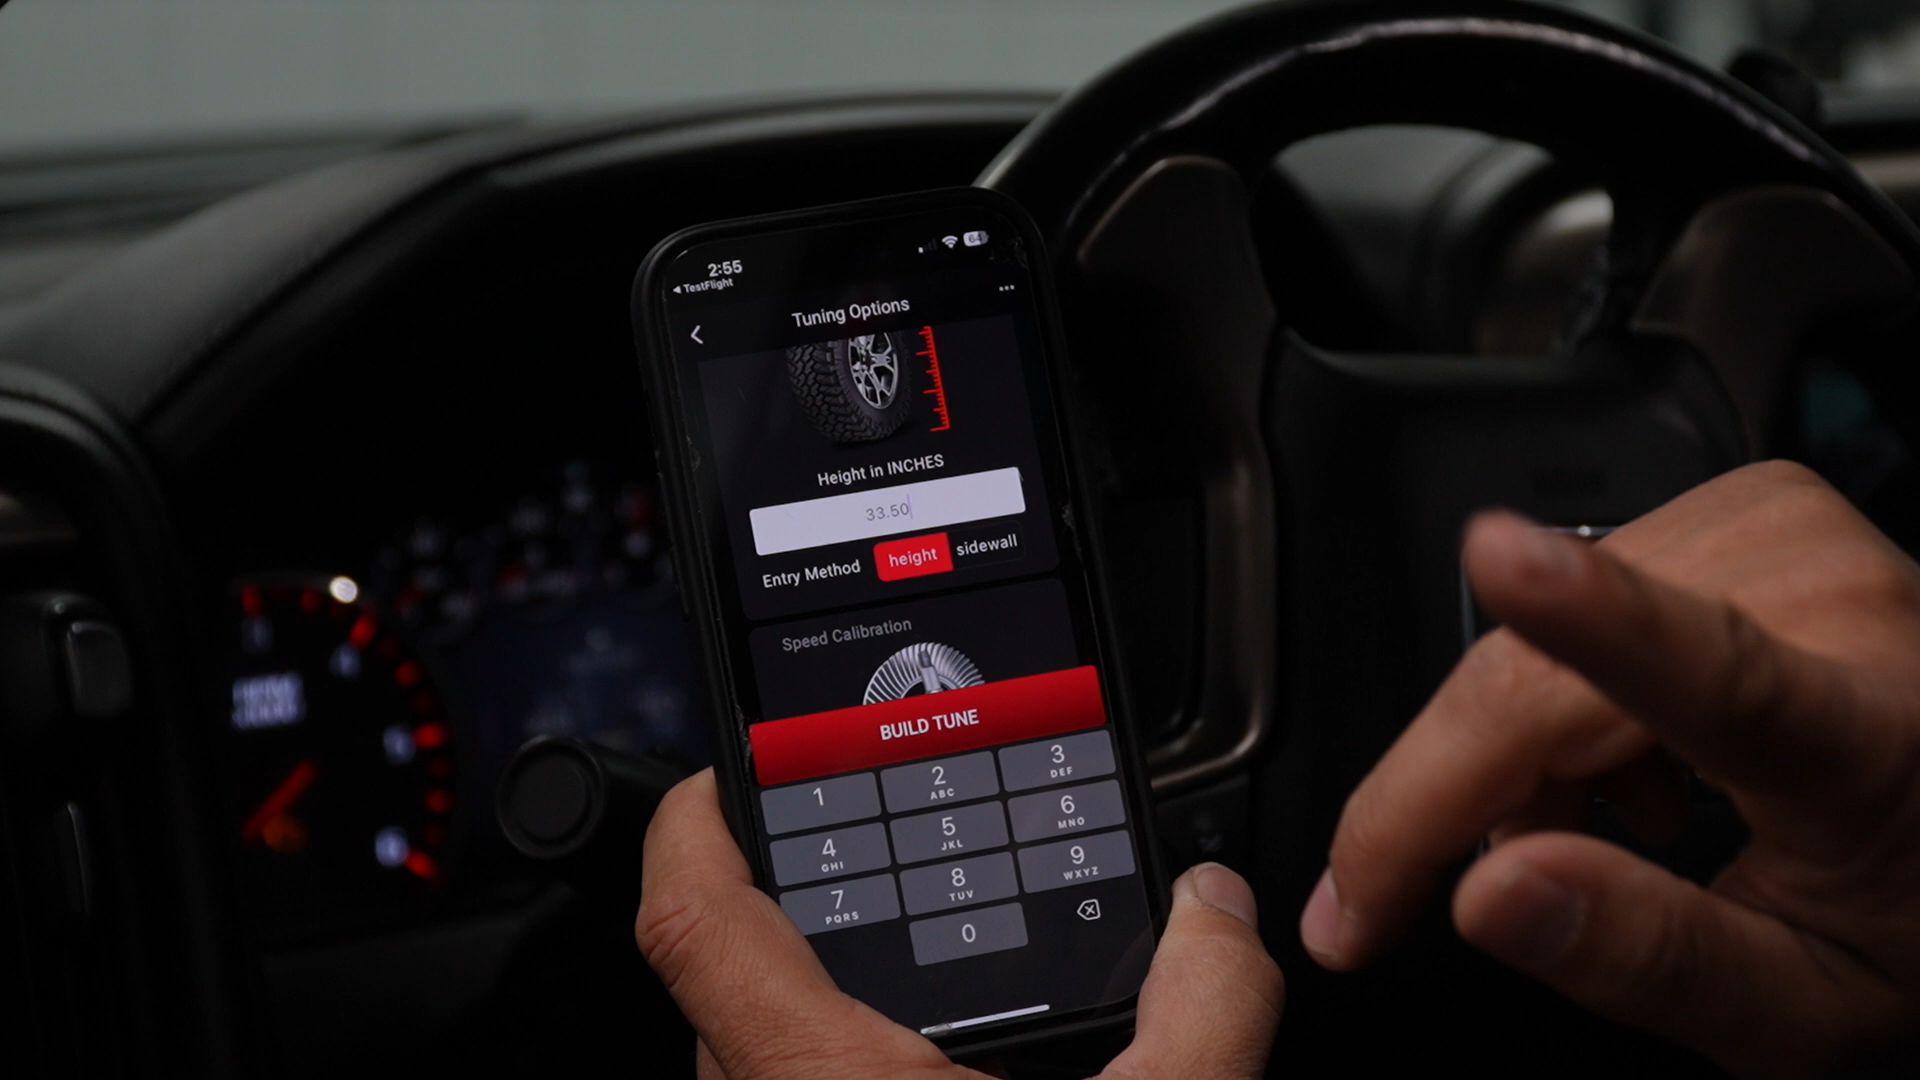 2:55
64
◀ TestFlight
Tuning Options
Height in INCHES
33.50
Entry Method height sidewall
Speed Calibration
BUILD TUNE
1
2
ABC
3
DEF
4
GHI
5
JKL
6
MNO
7
PQRS
8
TUV
9
WXYZ
0